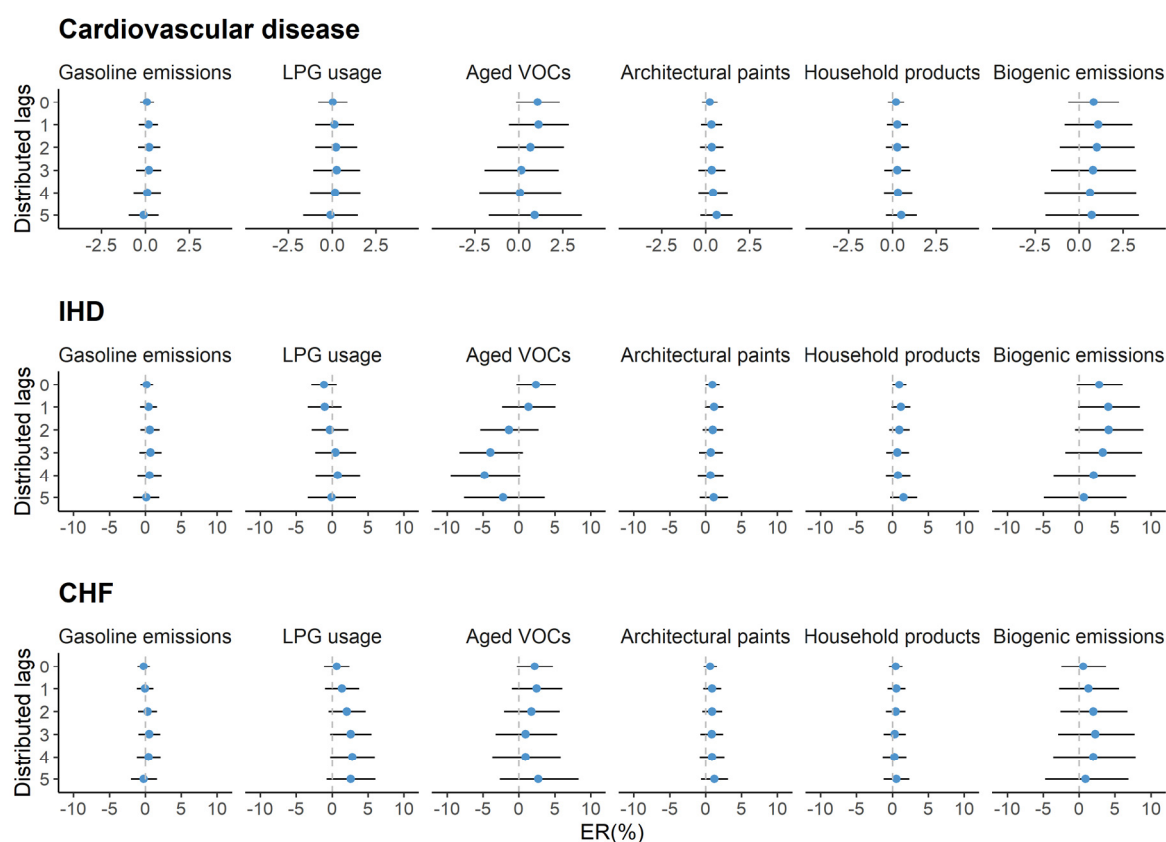 Cardiovascular disease
Gasoline emissions LPG usage Aged VOCs Architectural paints Household products Biogenic emissions
Distributed lags
0
1
2
3
4
5
-2.5 0.0 2.5 -2.5 0.0 2.5 -2.5 0.0 2.5 -2.5 0.0 2.5 -2.5 0.0 2.5 -2.5 0.0 2.5
IHD
Gasoline emissions LPG usage Aged VOCs Architectural paints Household products Biogenic emissions
Distributed lags
0
1
2
3
4
5
-10 -5 0 5 10 -10 -5 0 5 10 -10 -5 0 5 10 -10 -5 0 5 10 -10 -5 0 5 10 -10 -5 0 5 10
CHF
Gasoline emissions LPG usage Aged VOCs Architectural paints Household products Biogenic emissions
Distributed lags
0
1
2
3
4
5
-10 -5 0 5 10 -10 -5 0 5 10 -10 -5 0 5 10 -10 -5 0 5 10 -10 -5 0 5 10 -10 -5 0 5 10
ER(%)